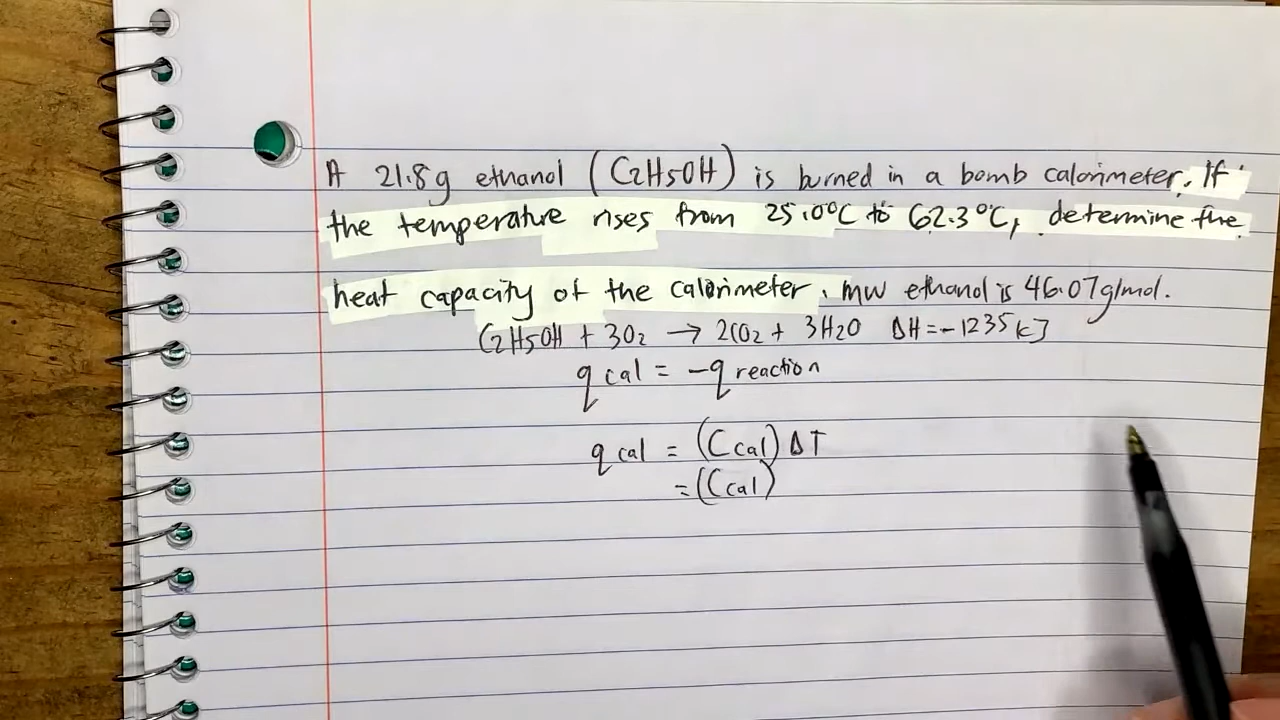 A 21.8g ethanol (C2H5OH) is burned in a bomb calorimeter. If
the temperature rises from 25.0°C to 62.3°C, determine the
heat capacity of the calorimeter. MW ethanol is 46.07g/mol.
C2H5OH + 3O2 → 2CO2 + 3H2O ΔH = -1235 kJ
q cal = -q reaction
q cal = (Ccal) ΔT
= (Ccal)